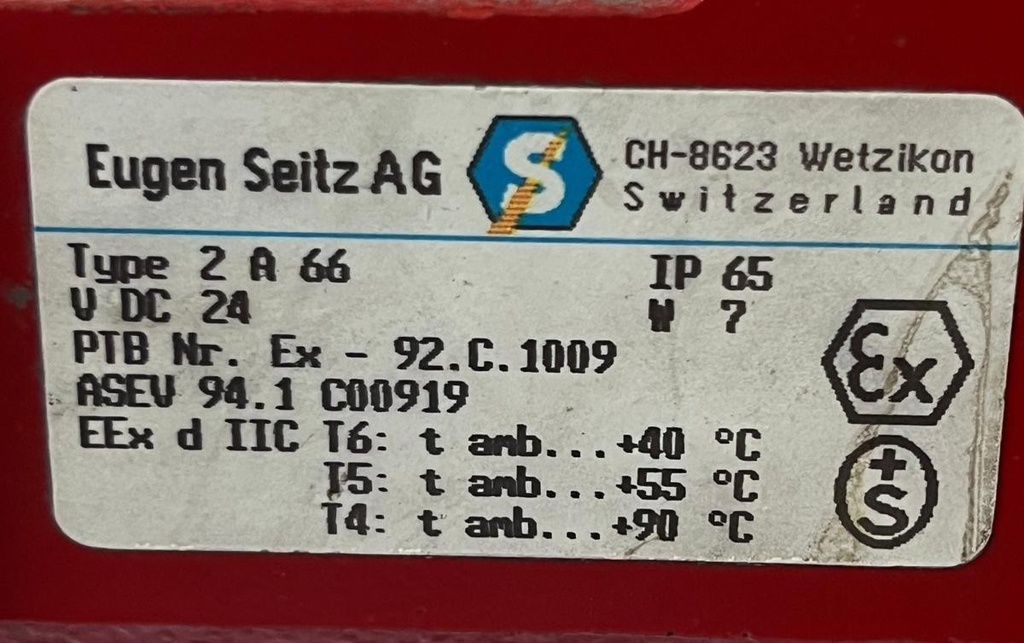 Eugen Seitz AG S CH-8623 Wetzikon
Switzerland
Type 2 A 66 IP 65
V DC 24 W 7
PTB Nr. Ex - 92.C.1009
ASEV 94.1 C00919
EEx d IIC T6: t amb...+40 °C
T5: t amb...+55 °C
T4: t amb...+90 °C
Ex
+
S